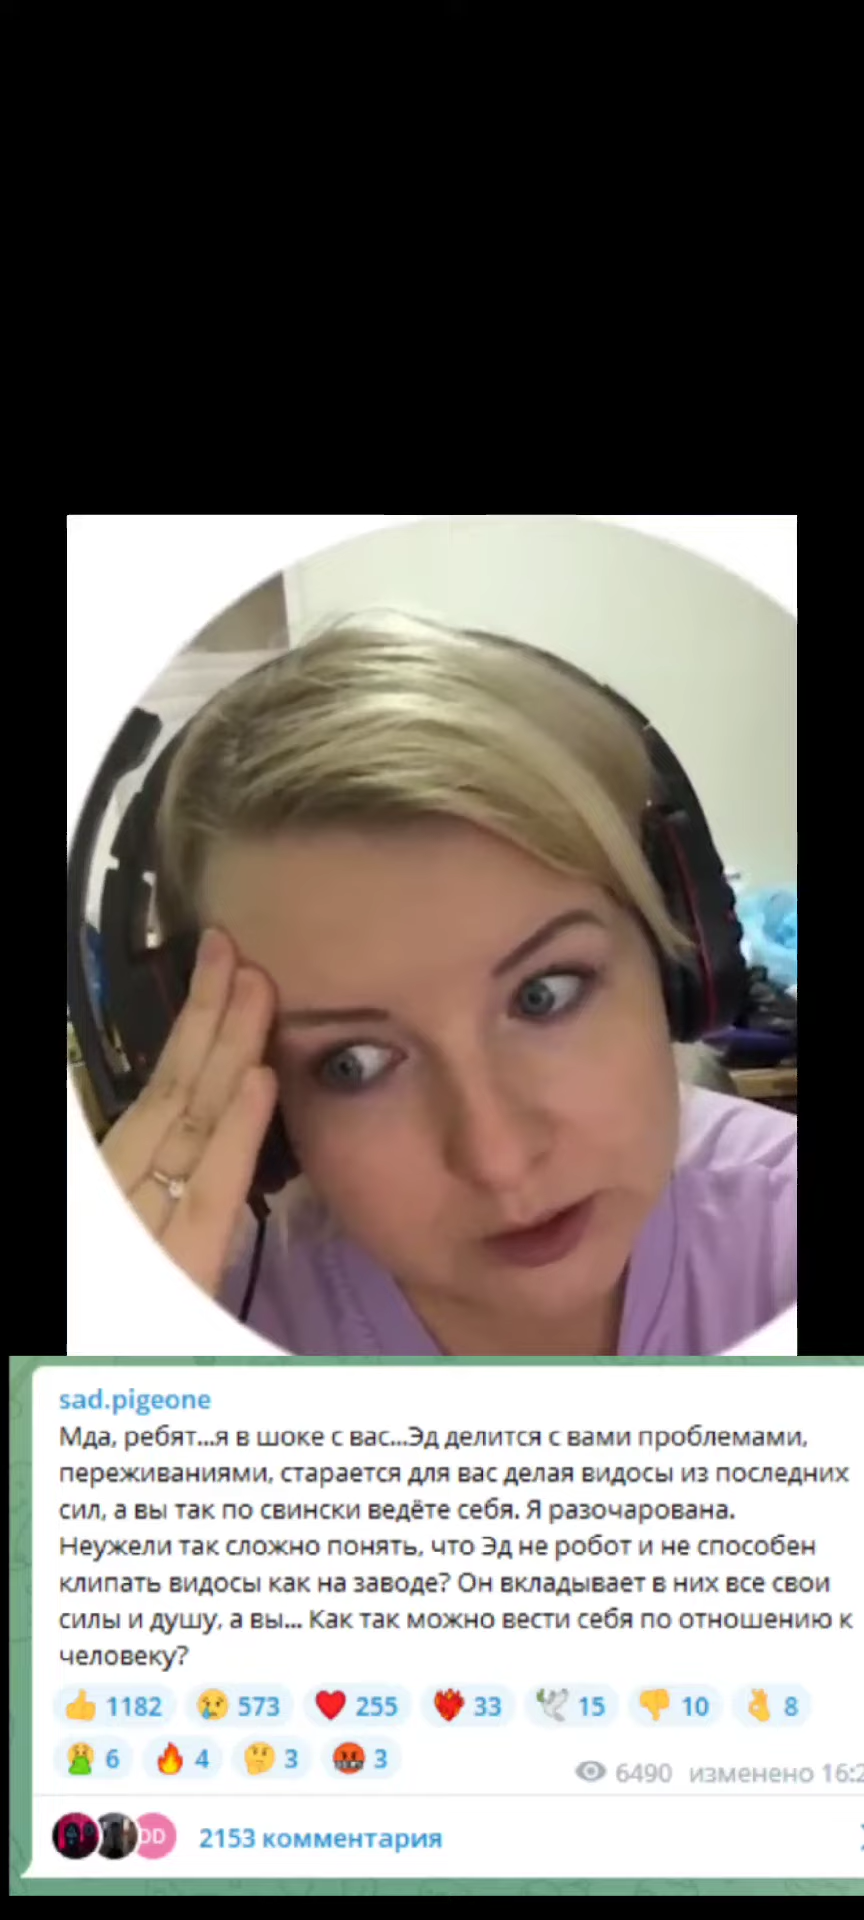 sad.pigeone
Мда, ребят...я в шоке с вас...Эд делится с вами проблемами,
переживаниями, старается для вас делая видосы из последних
сил, а вы так по свински ведёте себя. Я разочарована.
Неужели так сложно понять, что Эд не робот и не способен
клипать видосы как на заводе? Он вкладывает в них все свои
силы и душу, а вы... Как так можно вести себя по отношению к
человеку?
1182 573 255 33 15 10 8
6 4 3 3
6490 изменено 16:2
DD 2153 комментария